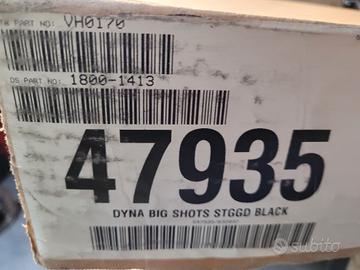 PART NO: VH0170
DS PART NO: 1800-1413
47935
DYNA BIG SHOTS STGGD BLACK
subito